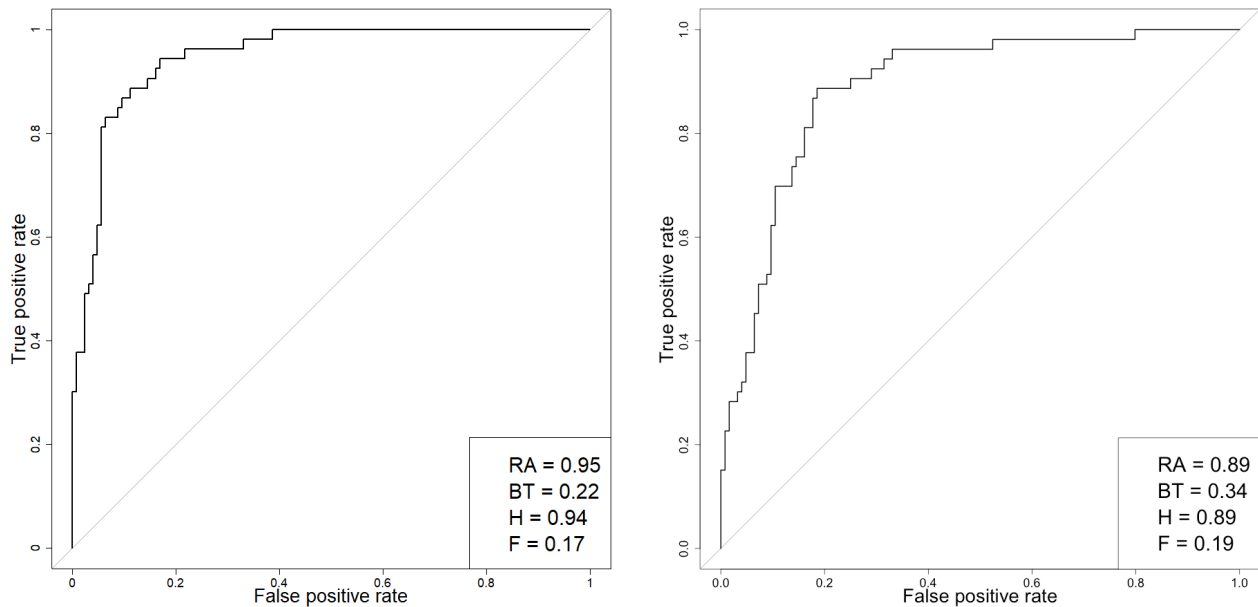 1
0.8
0.6
0.4
0.2
0
True positive rate
RA = 0.95
BT = 0.22
H = 0.94
F = 0.17
0 0.2 0.4 0.6 0.8 1
False positive rate
1.0
0.8
0.6
0.4
0.2
0.0
True positive rate
RA = 0.89
BT = 0.34
H = 0.89
F = 0.19
0.0 0.2 0.4 0.6 0.8 1.0
False positive rate